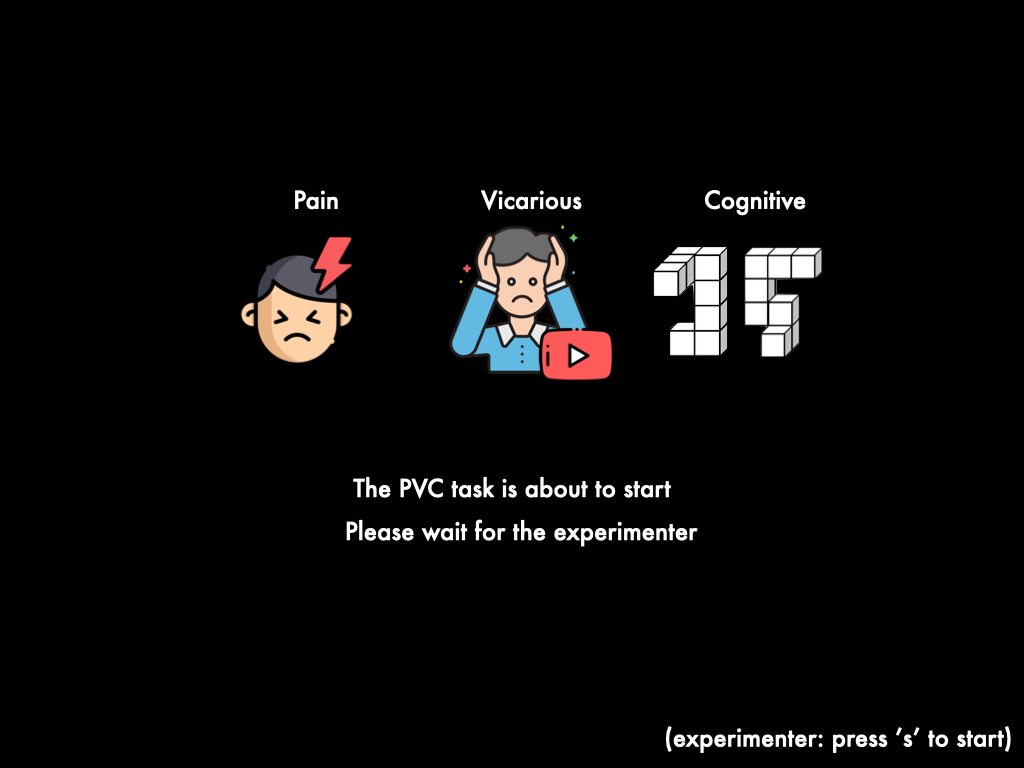 Pain
Vicarious
Cognitive
The PVC task is about to start
Please wait for the experimenter
(experimenter: press ’s’ to start)